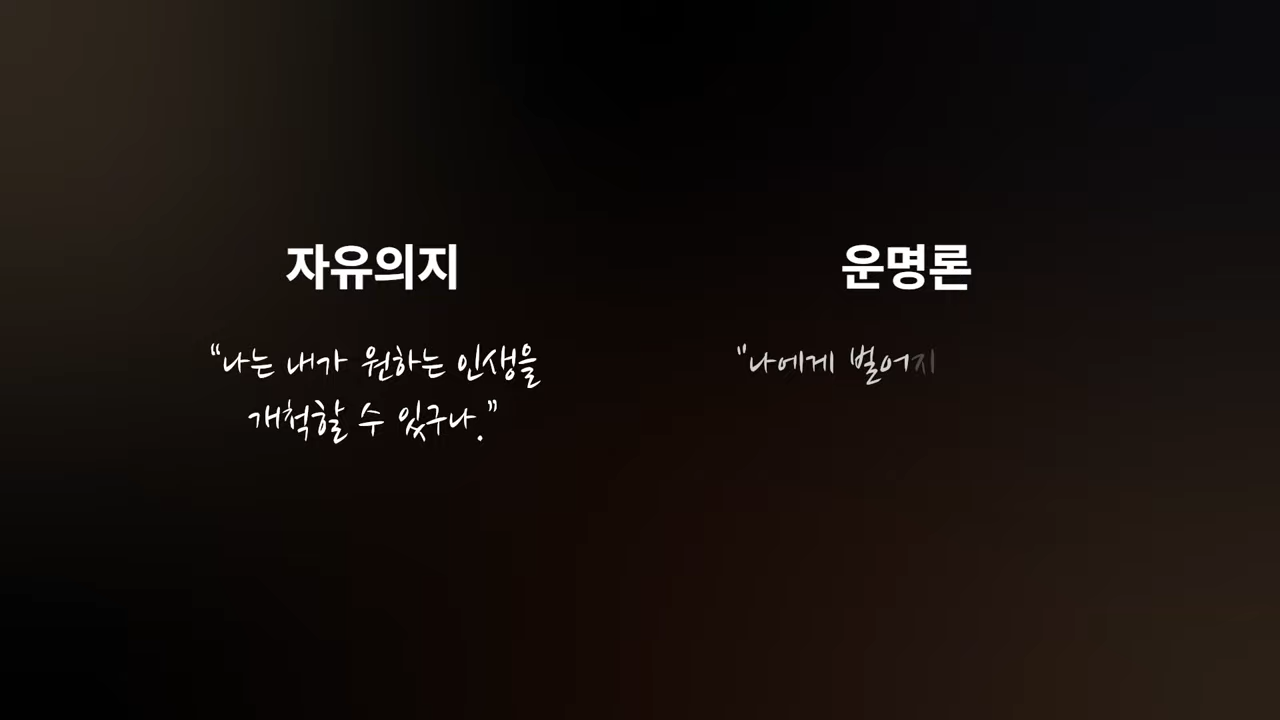 자유의지
"나는 내가 원하는 인생을
개척할 수 있구나."
운명론
"나에게 벌어지